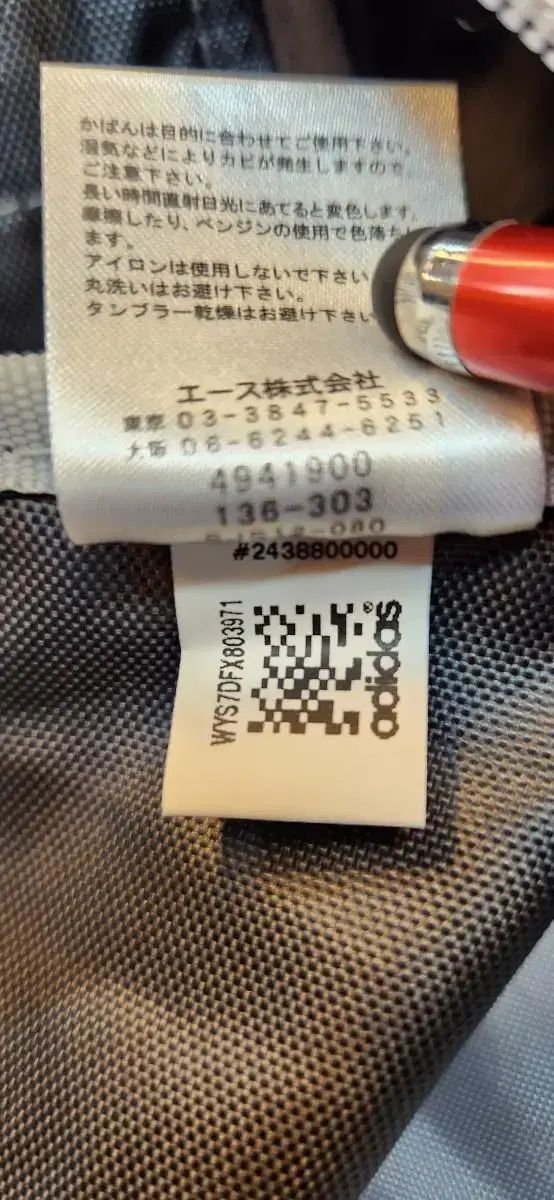 かばんは目的に合わせてご使用下さい。
湿気などによりカビが発生しますので、
ご注意下さい。
長い時間直射日光にあてると変色します。
摩擦したり、ベンジンの使用で色落ち
ます。
アイロンは使用しないで下さい
丸洗いはお避け下さい。
タンブラー乾燥はお避け下さい
エース株式会社
東京 03-3847-5533
大阪 06-6244-6251
4941900
136-303
#2438800000
WYS7DFX803971
adidas®